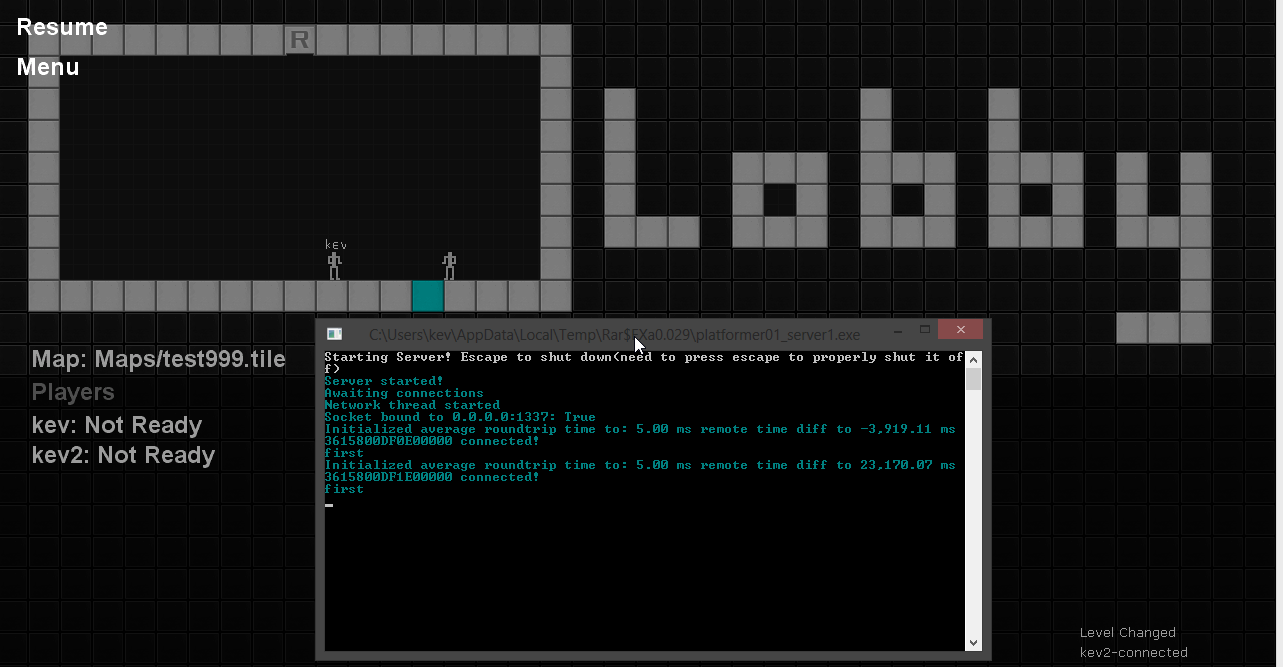 Resume
R
Menu
Lobby
kev
Map: Maps/test999.tile
Players
kev: Not Ready
kev2: Not Ready
C:\Users\kev\AppData\Local\Temp\Rar$EXa0.029\platformer01_server1.exe
Starting Server! Escape to shut down(need to press escape to properly shut it of
f)
Server started!
Awaiting connections
Network thread started
Socket bound to 0.0.0.0:1337: True
Initialized average roundtrip time to: 5.00 ms remote time diff to -3,919.11 ms
3615800DF0E00000 connected!
first
Initialized average roundtrip time to: 5.00 ms remote time diff to 23,170.07 ms
3615800DF1E00000 connected!
first
Level Changed
kev2-connected